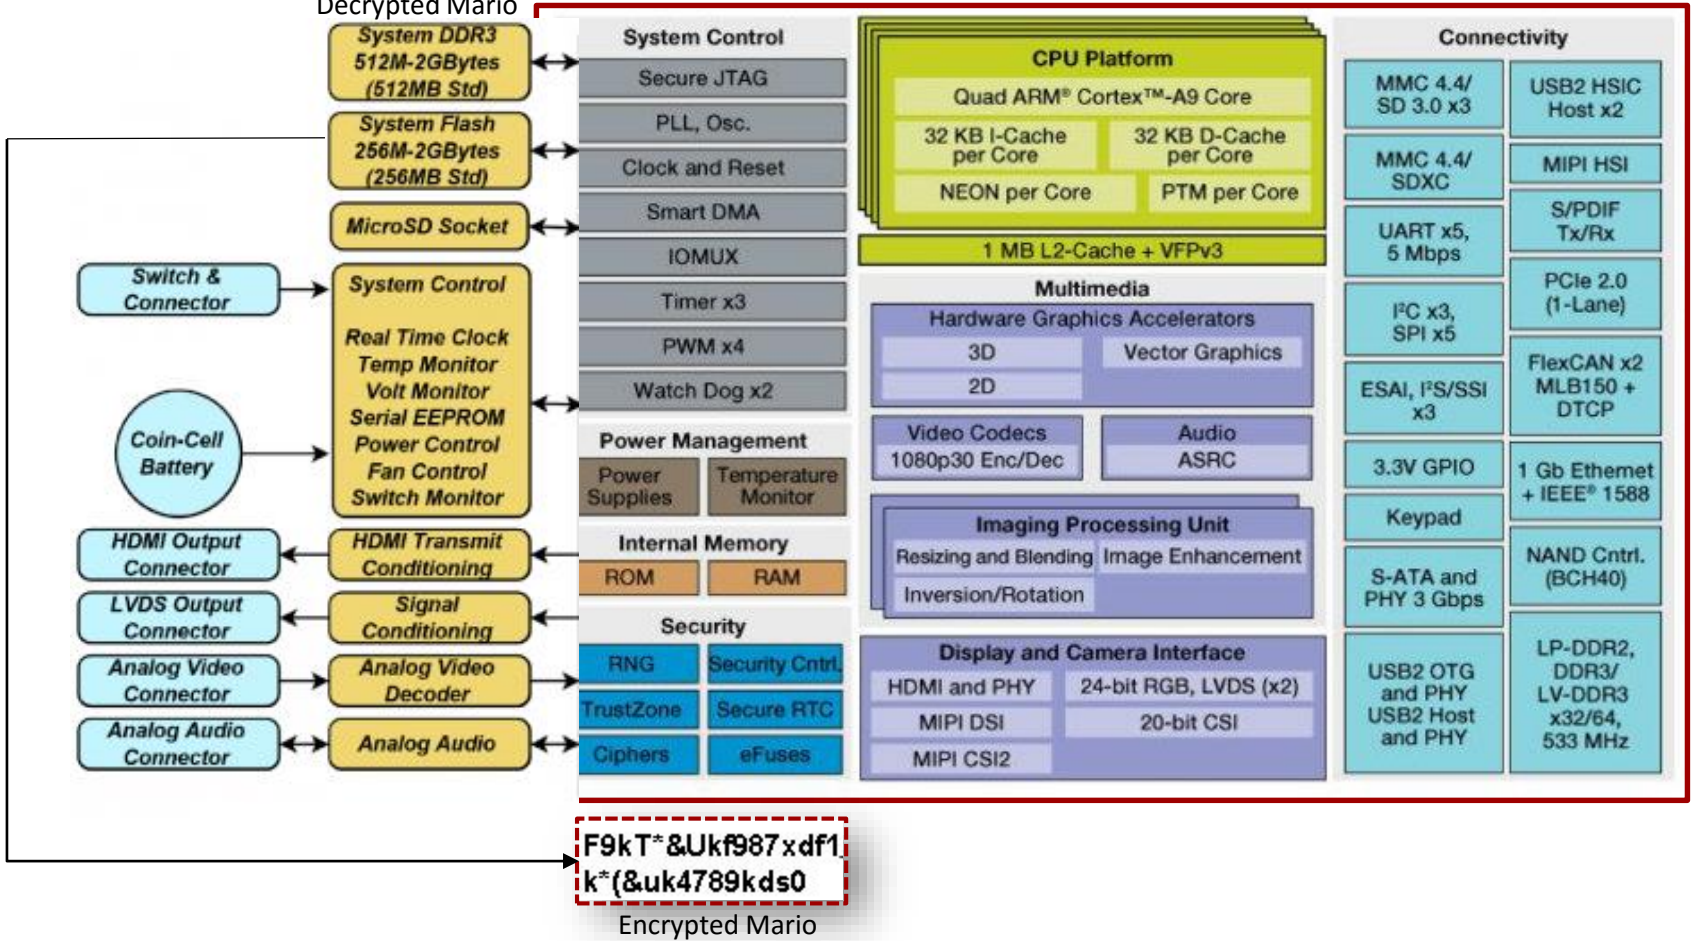 Decrypted Mario
System DDR3
512M-2GBytes
(512MB Std)
System Flash
256M-2GBytes
(256MB Std)
MicroSD Socket
Switch &
Connector
System Control
Real Time Clock
Temp Monitor
Volt Monitor
Serial EEPROM
Power Control
Fan Control
Switch Monitor
Coin-Cell
Battery
HDMI Output
Connector
HDMI Transmit
Conditioning
LVDS Output
Connector
Signal
Conditioning
Analog Video
Connector
Analog Video
Decoder
Analog Audio
Connector
Analog Audio
System Control
Secure JTAG
PLL, Osc.
Clock and Reset
Smart DMA
IOMUX
Timer x3
PWM x4
Watch Dog x2
Power Management
Power
Supplies
Temperature
Monitor
Internal Memory
ROM
RAM
Security
RNG
Security Cntrl.
TrustZone
Secure RTC
Ciphers
eFuses
CPU Platform
Quad ARM® Cortex™-A9 Core
32 KB I-Cache
per Core
32 KB D-Cache
per Core
NEON per Core
PTM per Core
1 MB L2-Cache + VFPv3
Multimedia
Hardware Graphics Accelerators
3D
Vector Graphics
2D
Video Codecs
1080p30 Enc/Dec
Audio
ASRC
Imaging Processing Unit
Resizing and Blending
Image Enhancement
Inversion/Rotation
Display and Camera Interface
HDMI and PHY
24-bit RGB, LVDS (x2)
MIPI DSI
20-bit CSI
MIPI CSI2
Connectivity
MMC 4.4/
SD 3.0 x3
MMC 4.4/
SDXC
UART x5,
5 Mbps
I²C x3,
SPI x5
ESAI, I²S/SSI
x3
3.3V GPIO
Keypad
S-ATA and
PHY 3 Gbps
USB2 OTG
and PHY
USB2 Host
and PHY
USB2 HSIC
Host x2
MIPI HSI
S/PDIF
Tx/Rx
PCIe 2.0
(1-Lane)
FlexCAN x2
MLB150 +
DTCP
1 Gb Ethernet
+ IEEE® 1588
NAND Cntrl.
(BCH40)
LP-DDR2,
DDR3/
LV-DDR3
x32/64,
533 MHz
F9kT*&Ukf987xdf1
k*(&uk4789kds0
Encrypted Mario